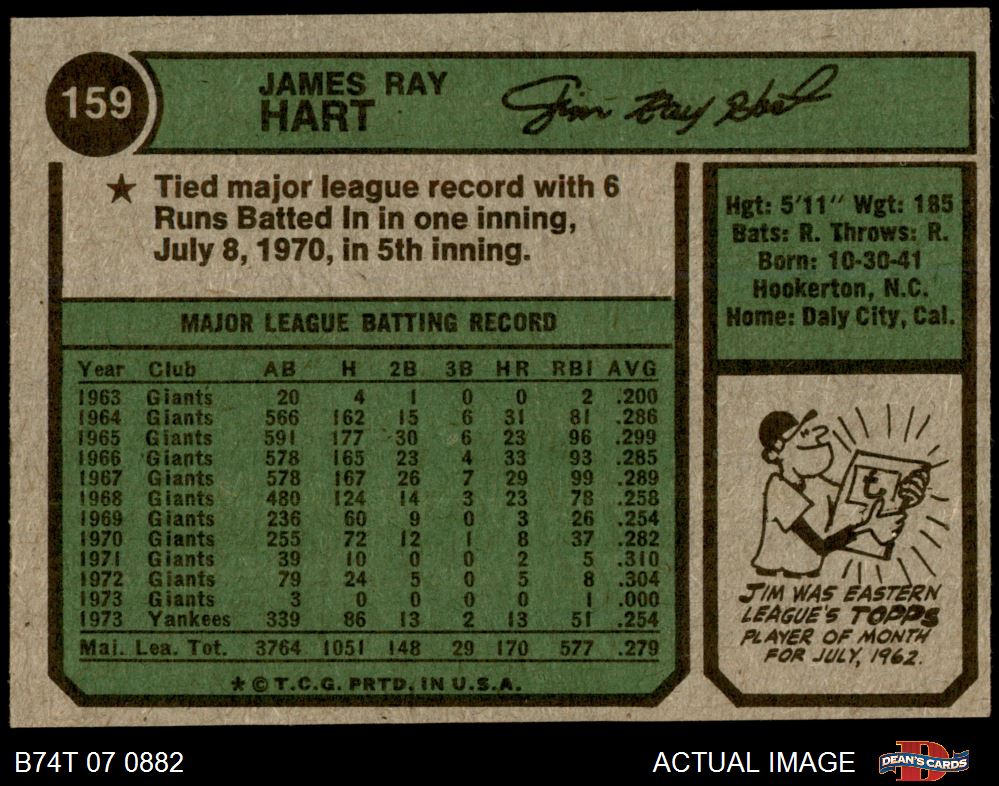 159
JAMES RAY
HART
Jim Ray Hart
★ Tied major league record with 6
Runs Batted In in one inning,
July 8, 1970, in 5th inning.
Hgt: 5'11" Wgt: 185
Bats: R. Throws: R.
Born: 10-30-41
Hookerton, N.C.
Home: Daly City, Cal.
MAJOR LEAGUE BATTING RECORD
Year Club AB H 2B 3B HR RBI AVG
1963 Giants 20 4 1 0 0 2 .200
1964 Giants 566 162 15 6 31 81 .286
1965 Giants 591 177 30 6 23 96 .299
1966 Giants 578 165 23 4 33 93 .285
1967 Giants 578 167 26 7 29 99 .289
1968 Giants 480 124 14 3 23 78 .258
1969 Giants 236 60 9 0 3 26 .254
1970 Giants 255 72 12 1 8 37 .282
1971 Giants 39 10 0 0 2 5 .310
1972 Giants 79 24 5 0 5 8 .304
1973 Giants 3 0 0 0 0 1 .000
1973 Yankees 339 86 13 2 13 51 .254
Maj. Lea. Tot. 3764 1051 148 29 170 577 .279
★ © T.C.G. PRTD. IN U.S.A.
t
JIM WAS EASTERN
LEAGUE'S TOPPS
PLAYER OF MONTH
FOR JULY, 1962.
B74T 07 0882
ACTUAL IMAGE
D
DEAN'S CARDS